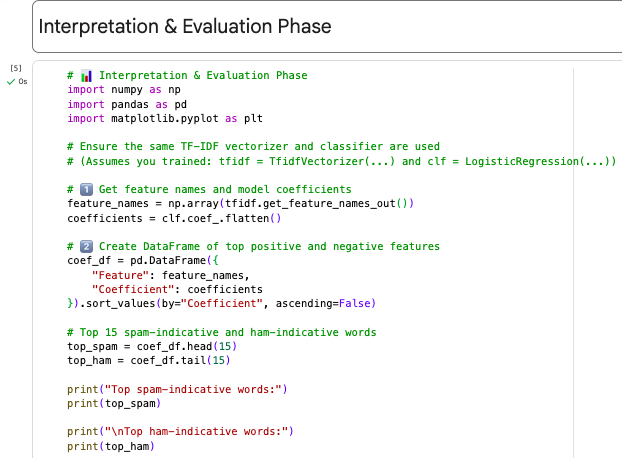 Interpretation & Evaluation Phase
[5]
✓ 0s
# 📊 Interpretation & Evaluation Phase
import numpy as np
import pandas as pd
import matplotlib.pyplot as plt
# Ensure the same TF-IDF vectorizer and classifier are used
# (Assumes you trained: tfidf = TfidfVectorizer(...) and clf = LogisticRegression(...))
# 1️⃣ Get feature names and model coefficients
feature_names = np.array(tfidf.get_feature_names_out())
coefficients = clf.coef_.flatten()
# 2️⃣ Create DataFrame of top positive and negative features
coef_df = pd.DataFrame({
    "Feature": feature_names,
    "Coefficient": coefficients
}).sort_values(by="Coefficient", ascending=False)
# Top 15 spam-indicative and ham-indicative words
top_spam = coef_df.head(15)
top_ham = coef_df.tail(15)
print("Top spam-indicative words:")
print(top_spam)
print("\nTop ham-indicative words:")
print(top_ham)